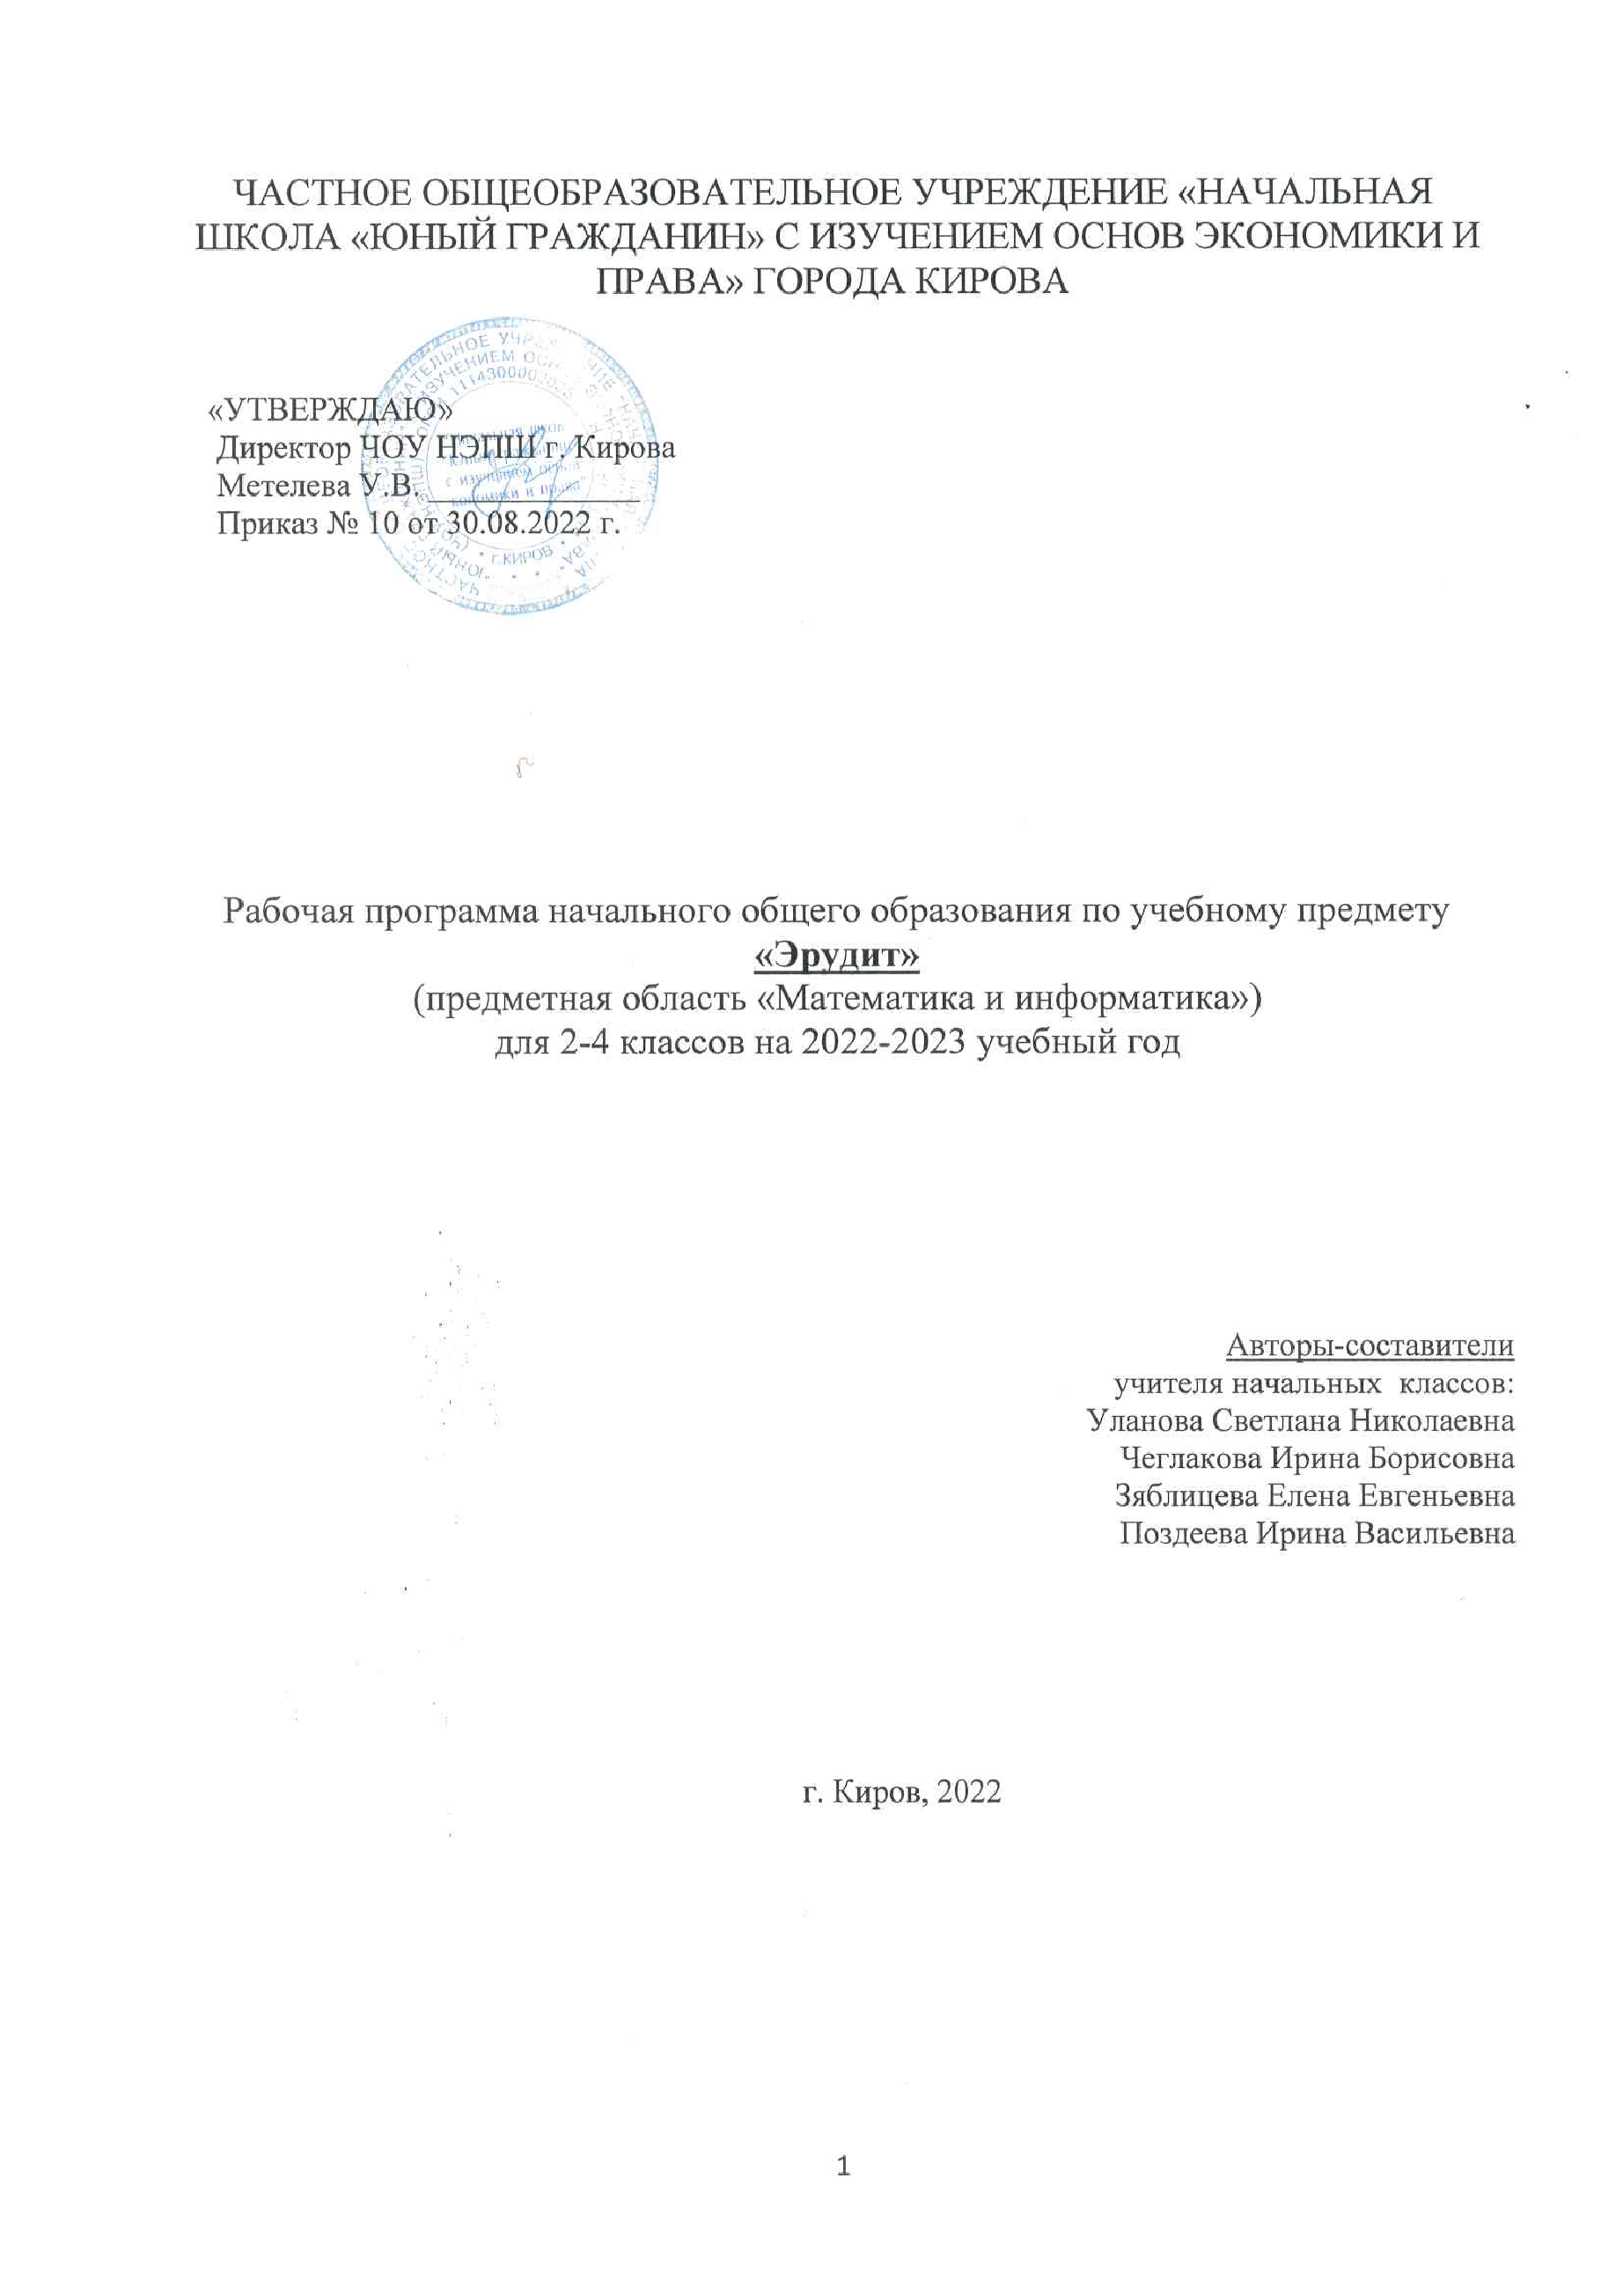 ЧАСТНОЕ ОБЩЕОБРАЗОВАТЕЛЬНОЕ УЧРЕЖДЕНИЕ «НАЧАЛЬНАЯ
ШКОЛА «ЮНЫЙ ГРАЖДАНИН» С ИЗУЧЕНИЕМ ОСНОВ ЭКОНОМИКИ И
ПРАВА» ГОРОДА КИРОВА
«УТВЕРЖДАЮ»
Директор ЧОУ НЭПШ г. Кирова
Метелева У.В.
Приказ № 10 от 30.08.2022 г.
г.КИРОВ
Рабочая программа начального общего образования по учебному предмету
«Эрудит»
(предметная область «Математика и информатика»)
для 2-4 классов на 2022-2023 учебный год
Авторы-составители
учителя начальных классов:
Уланова Светлана Николаевна
Чеглакова Ирина Борисовна
Зяблицева Елена Евгеньевна
Поздеева Ирина Васильевна
г. Киров, 2022
1